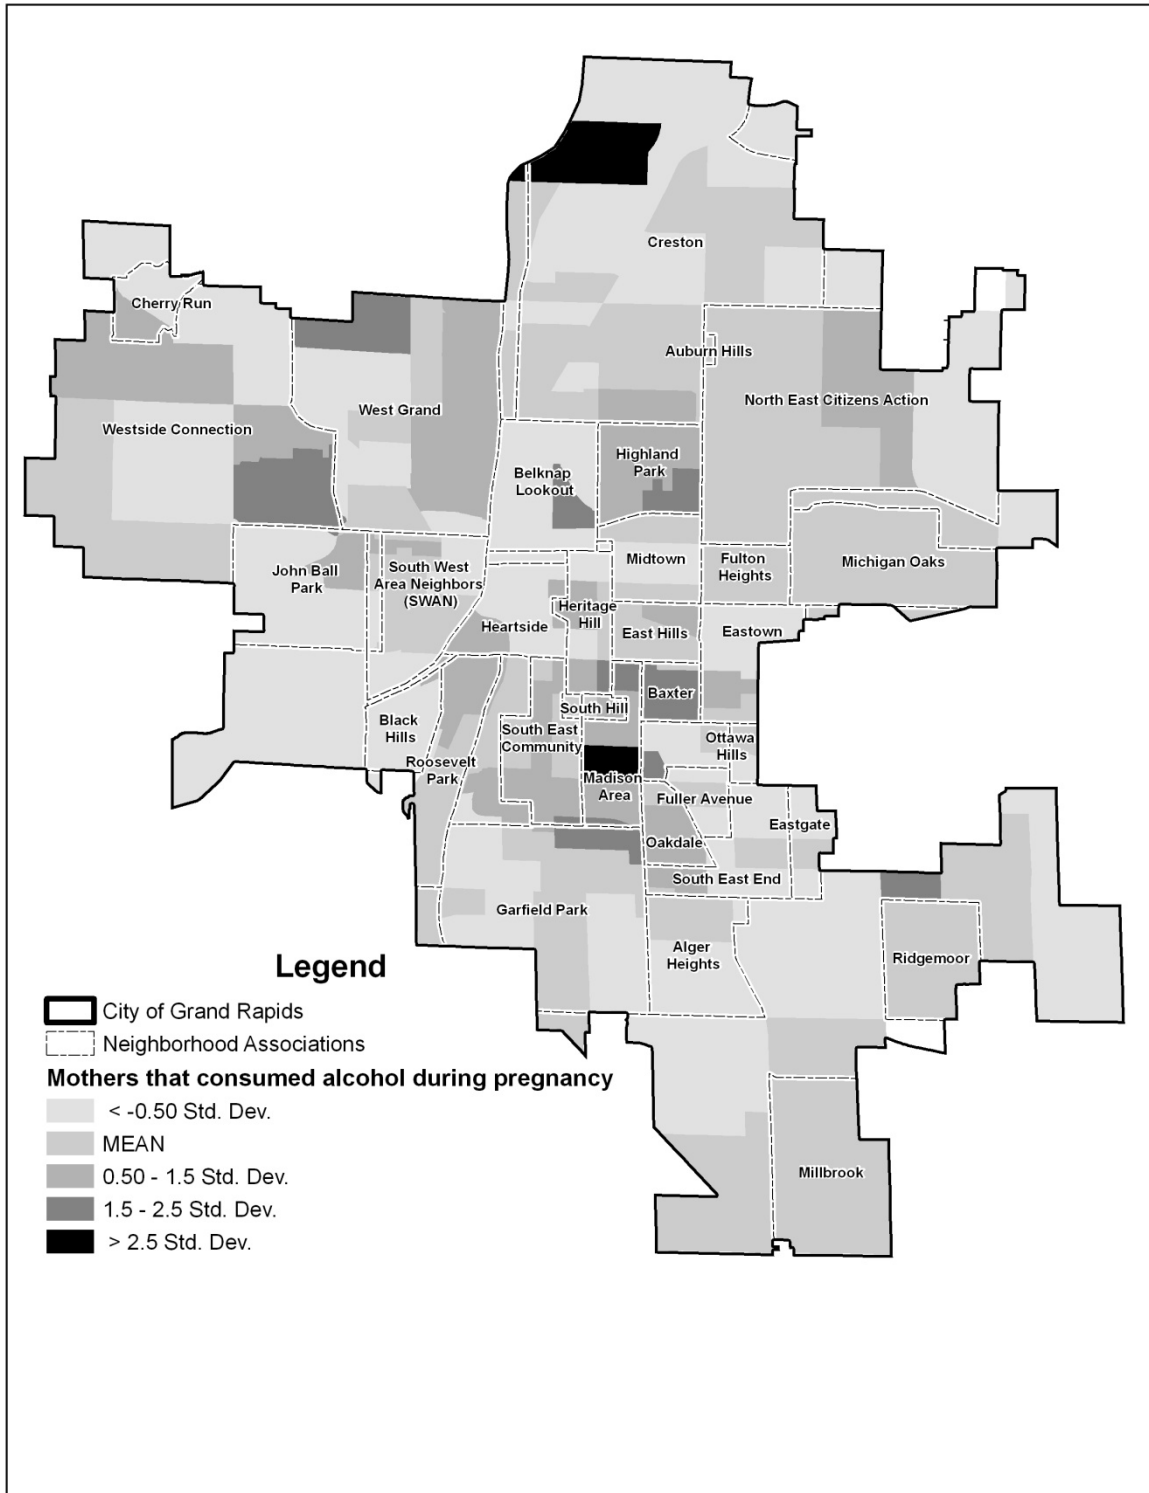 Creston
Cherry Run
Auburn Hills
North East Citizens Action
West Grand
Westside Connection
Highland
Park
Belknap
Lookout
Midtown
Fulton
Heights
Michigan Oaks
John Ball
Park
South West
Area Neighbors
(SWAN)
Heritage
Hill
Heartside
East Hills
Eastown
Baxter
South Hill
Black
Hills
South East
Community
Ottawa
Hills
Roosevelt
Park
Madison
Area
Fuller Avenue
Eastgate
Oakdale
South East End
Garfield Park
Alger
Heights
Ridgemoor
Millbrook
Legend
City of Grand Rapids
Neighborhood Associations
Mothers that consumed alcohol during pregnancy
< -0.50 Std. Dev.
MEAN
0.50 - 1.5 Std. Dev.
1.5 - 2.5 Std. Dev.
> 2.5 Std. Dev.